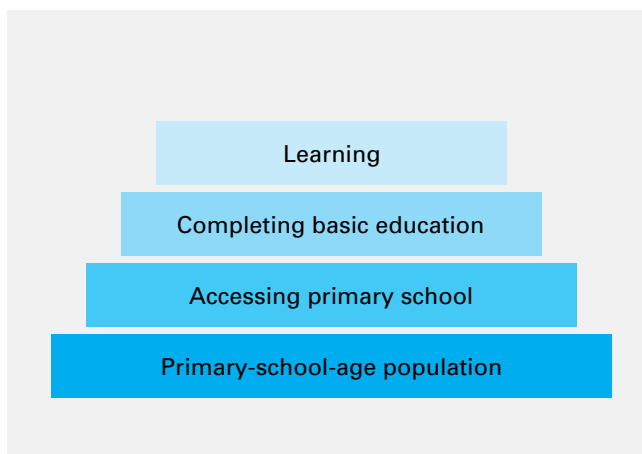 Learning
Completing basic education
Accessing primary school
Primary-school-age population